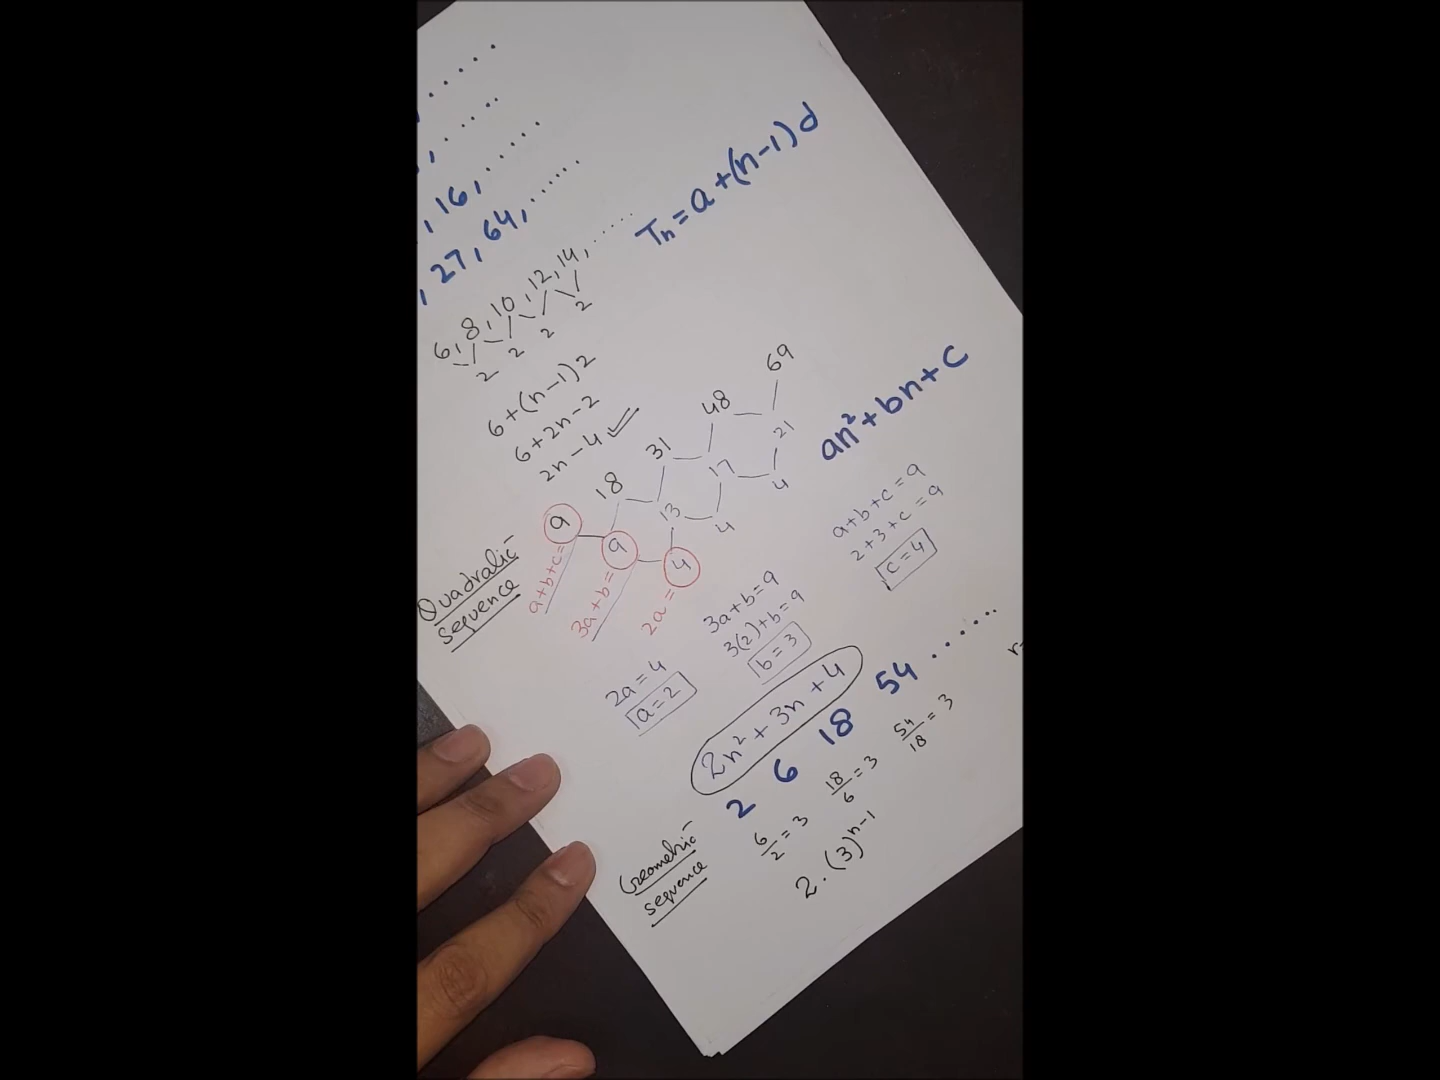 , 16, ......
, 27, 64, ......
6, 8, 10, 12, 14, ......
2 2 2 2
Tn = a + (n-1) d
6 + (n-1) 2
6 + 2n - 2
2n - 4
9 18 31 48 69
9 13 17 21
4 4 4
an² + bn + c
Quadratic
sequence
a+b+c =
3a+b =
2a =
2a = 4
a = 2
3a + b = 9
3(2) + b = 9
b = 3
a + b + c = 9
2 + 3 + c = 9
c = 4
2n² + 3n + 4
Geometric
sequence
2 6 18 54 ......
6/2 = 3 18/6 = 3 54/18 = 3
r=
2 . (3)^n-1